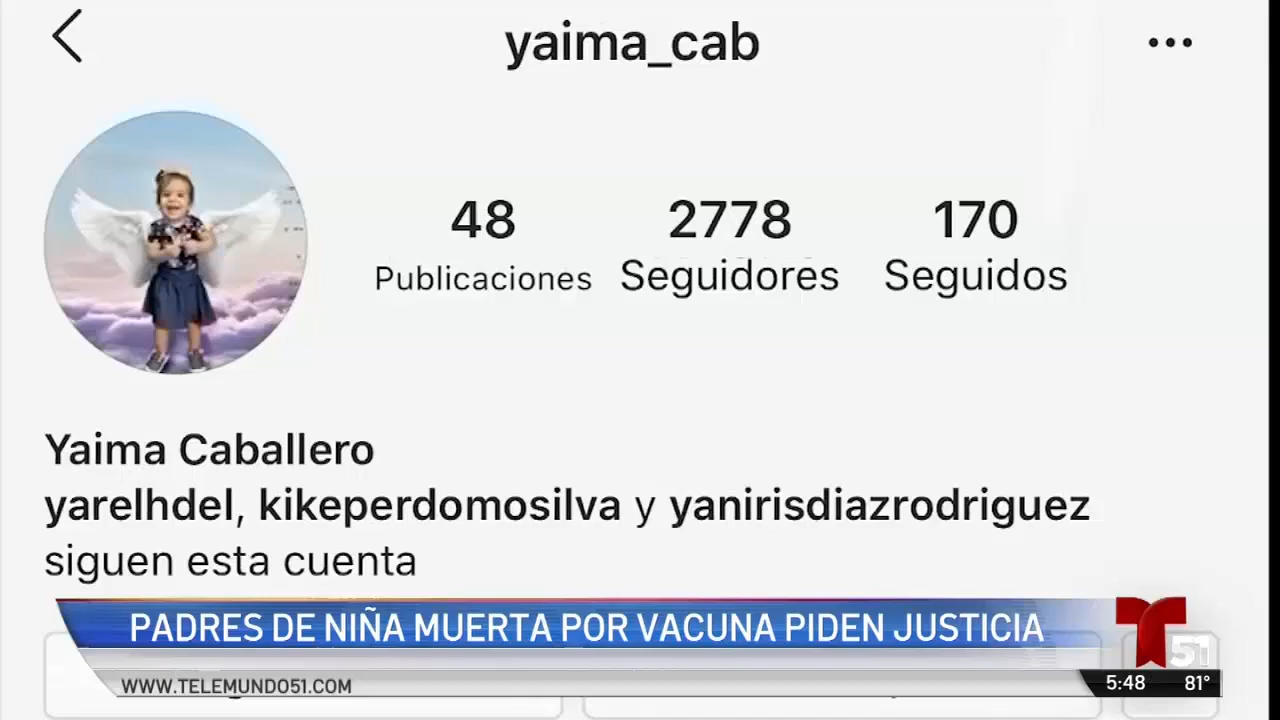 yaima_cab
48 2778 170
Publicaciones Seguidores Seguidos
Yaima Caballero
yarelhdel, kikeperdomosilva y yanirisdiazrodriguez
siguen esta cuenta
PADRES DE NIÑA MUERTA POR VACUNA PIDEN JUSTICIA
51
WWW.TELEMUNDO51.COM
5:48 81°